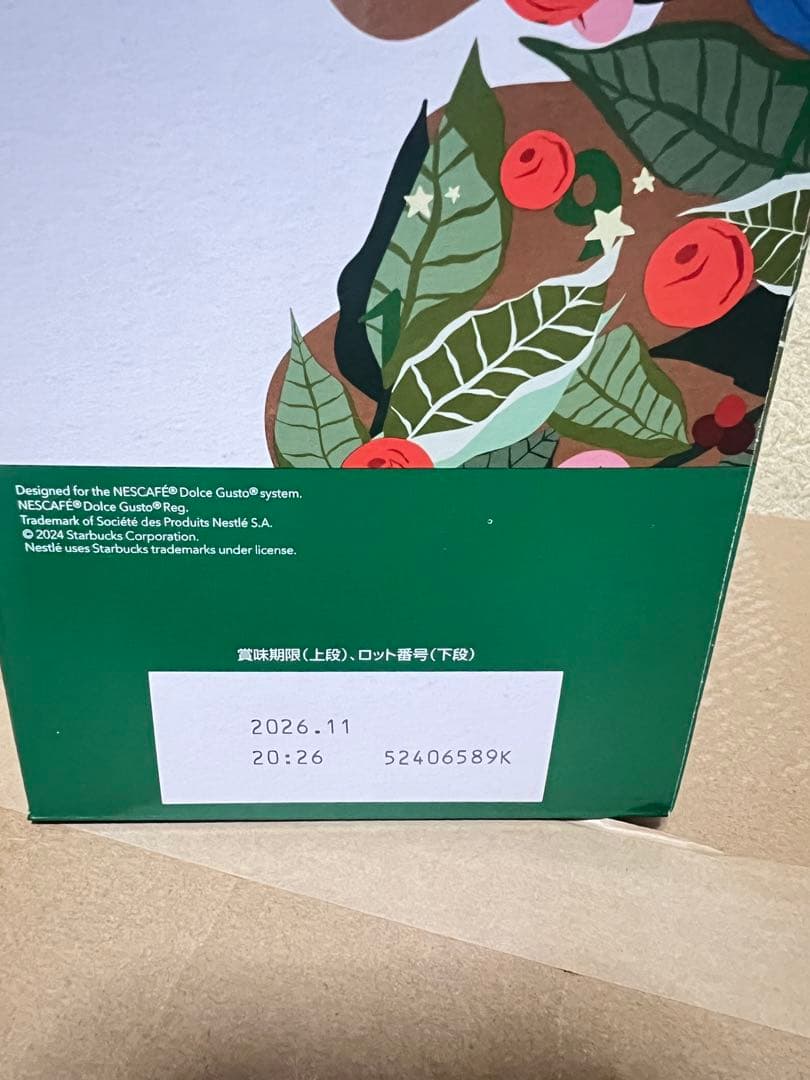 9
1
Designed for the NESCAFÉ® Dolce Gusto® system.
NESCAFÉ® Dolce Gusto® Reg.
Trademark of Société des Produits Nestlé S.A.
© 2024 Starbucks Corporation.
Nestlé uses Starbucks trademarks under license.
賞味期限(上段)、ロット番号(下段)
2026.11
20:26 52406589K